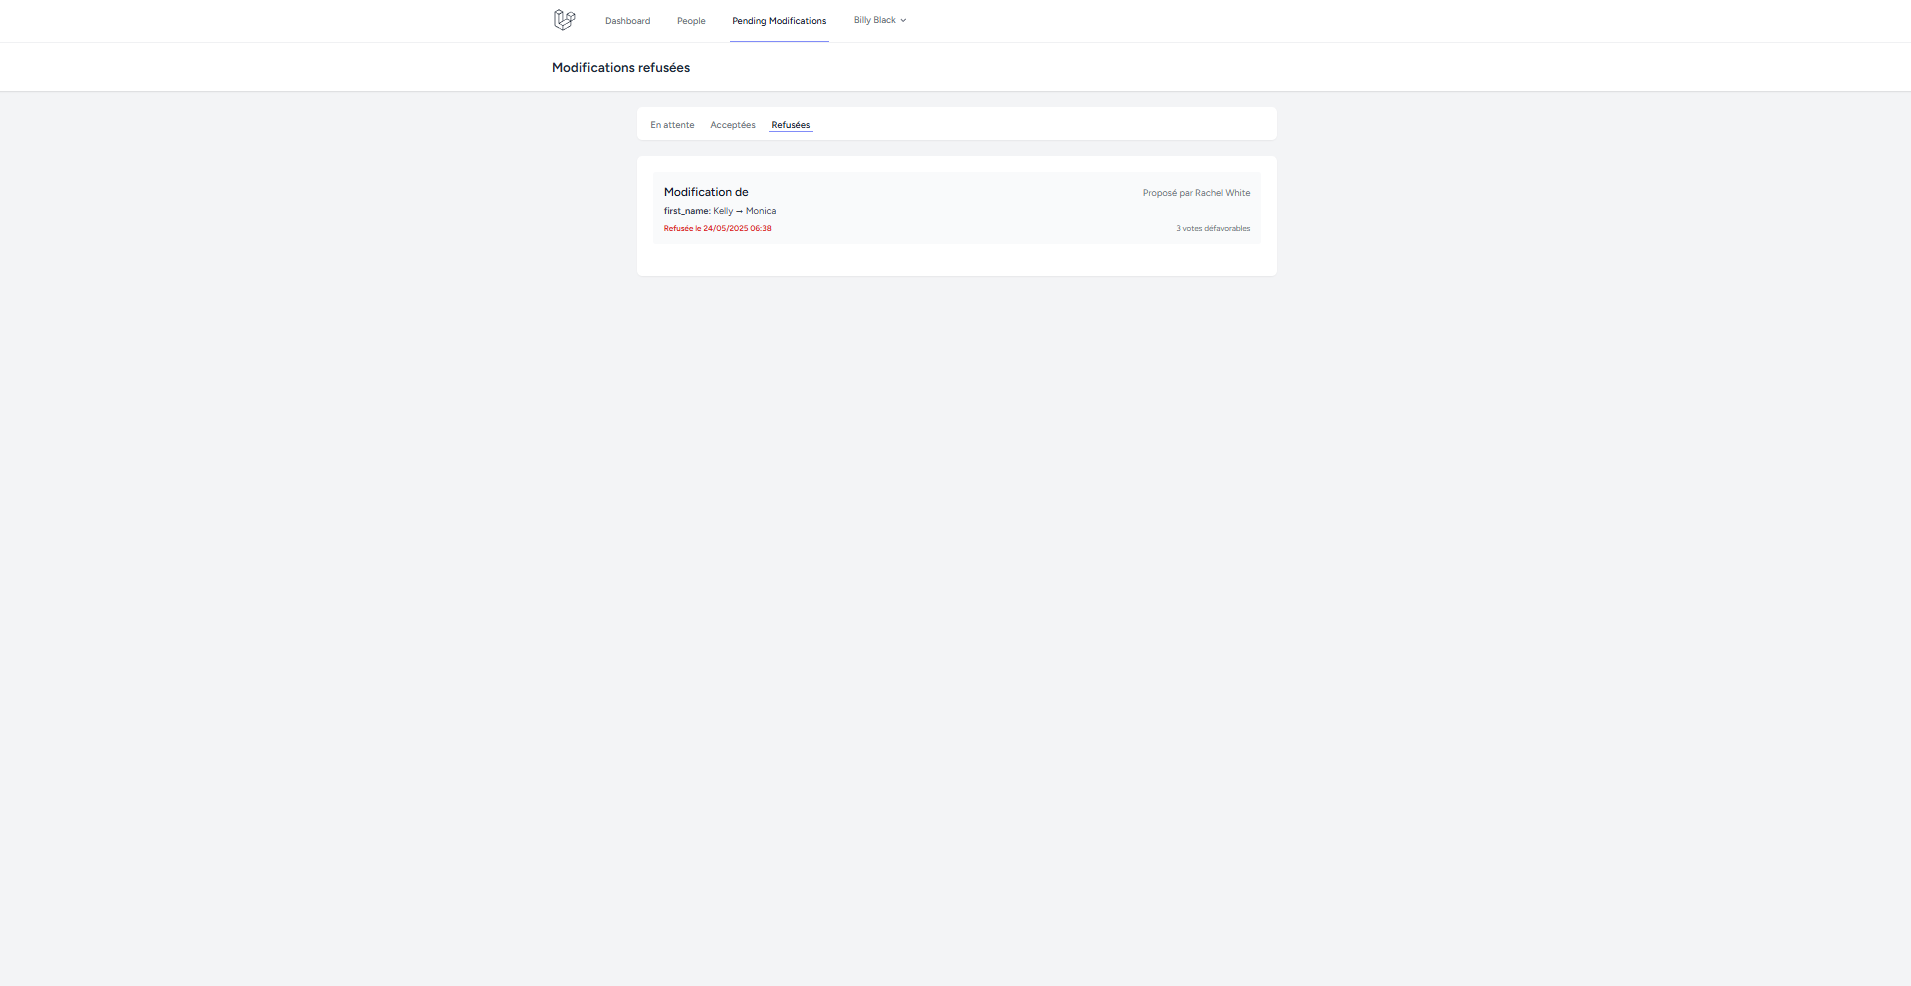 Dashboard People Pending Modifications Billy Black
Modifications refusées
En attente Acceptées Refusées
Modification de Proposé par Rachel White
first_name: Kelly → Monica
Refusée le 24/05/2025 06:38 3 votes défavorables